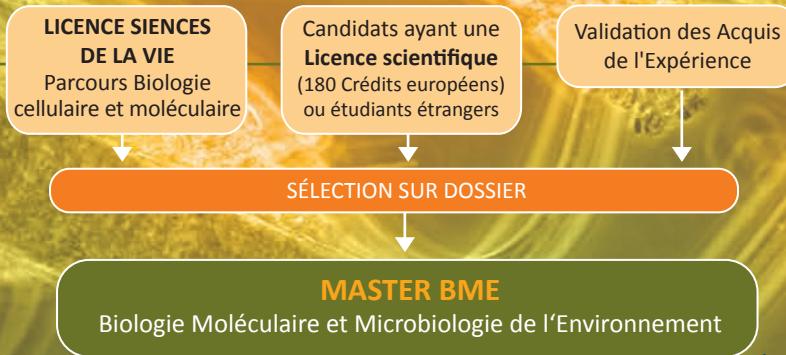 LICENCE SIENCES
DE LA VIE
Parcours Biologie
cellulaire et moléculaire
Candidats ayant une
Licence scientifique
(180 Crédits européens)
ou étudiants étrangers
Validation des Acquis
de l'Expérience
SÉLECTION SUR DOSSIER
MASTER BME
Biologie Moléculaire et Microbiologie de l‘Environnement